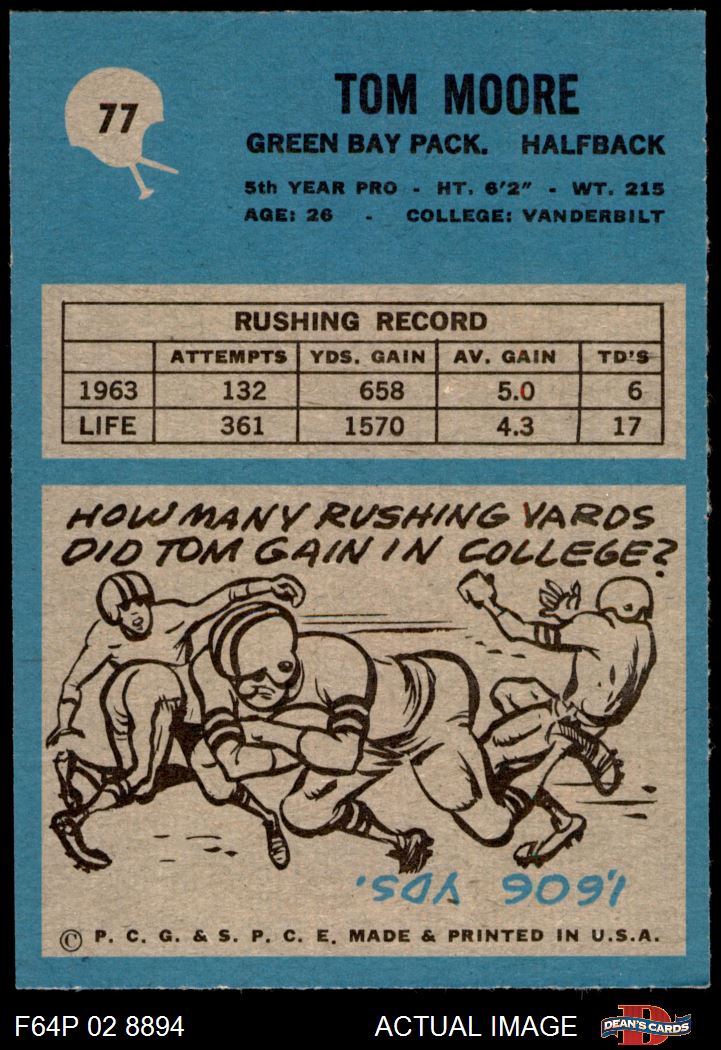 77
TOM MOORE
GREEN BAY PACK. HALFBACK
5th YEAR PRO - HT. 6'2" - WT. 215
AGE: 26 - COLLEGE: VANDERBILT
RUSHING RECORD
ATTEMPTS YDS. GAIN AV. GAIN TD'S
1963 132 658 5.0 6
LIFE 361 1570 4.3 17
HOW MANY RUSHING YARDS
DID TOM GAIN IN COLLEGE?
1,606 YDS.
© P. C. G. & S. P. C. E. MADE & PRINTED IN U.S.A.
F64P 02 8894 ACTUAL IMAGE DEAN'S CARDS